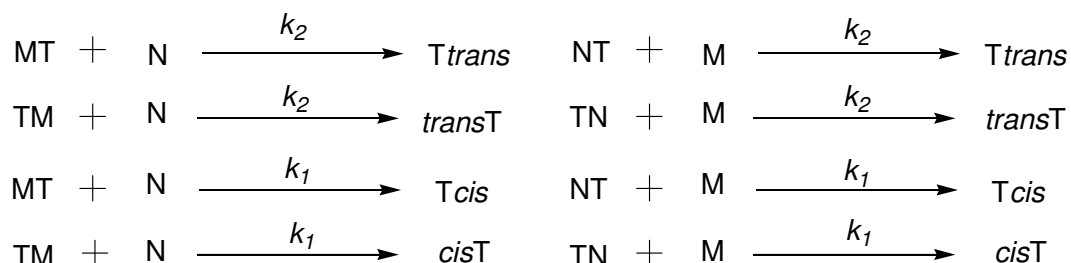 MT + N k2 Ttrans NT + M k2 Ttrans
TM + N k2 transT TN + M k2 transT
MT + N k1 Tcis NT + M k1 Tcis
TM + N k1 cisT TN + M k1 cisT